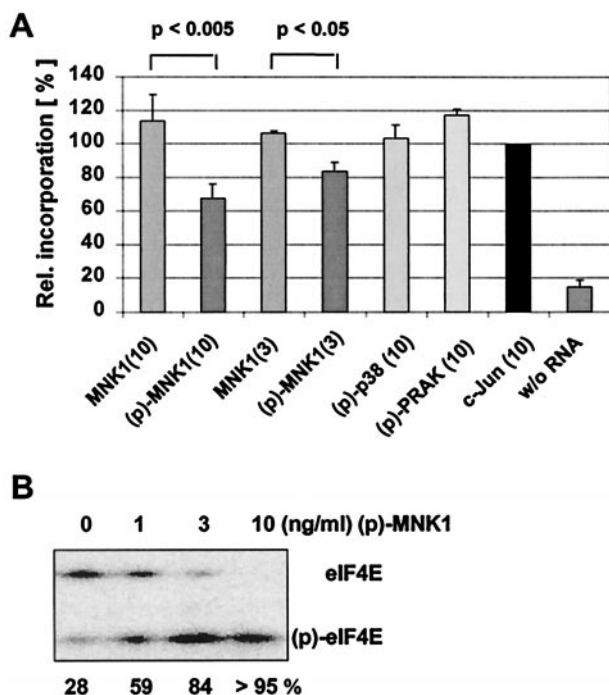 A
p < 0.005 p < 0.05
Rel. incorporation [ % ]
140
120
100
80
60
40
20
0
MNK1(10)
(p)-MNK1(10)
MNK1(3)
(p)-MNK1(3)
(p)-p38 (10)
(p)-PRAK (10)
c-Jun (10)
w/o RNA
B
0 1 3 10 (ng/ml) (p)-MNK1
eIF4E
(p)-eIF4E
28 59 84 > 95 %